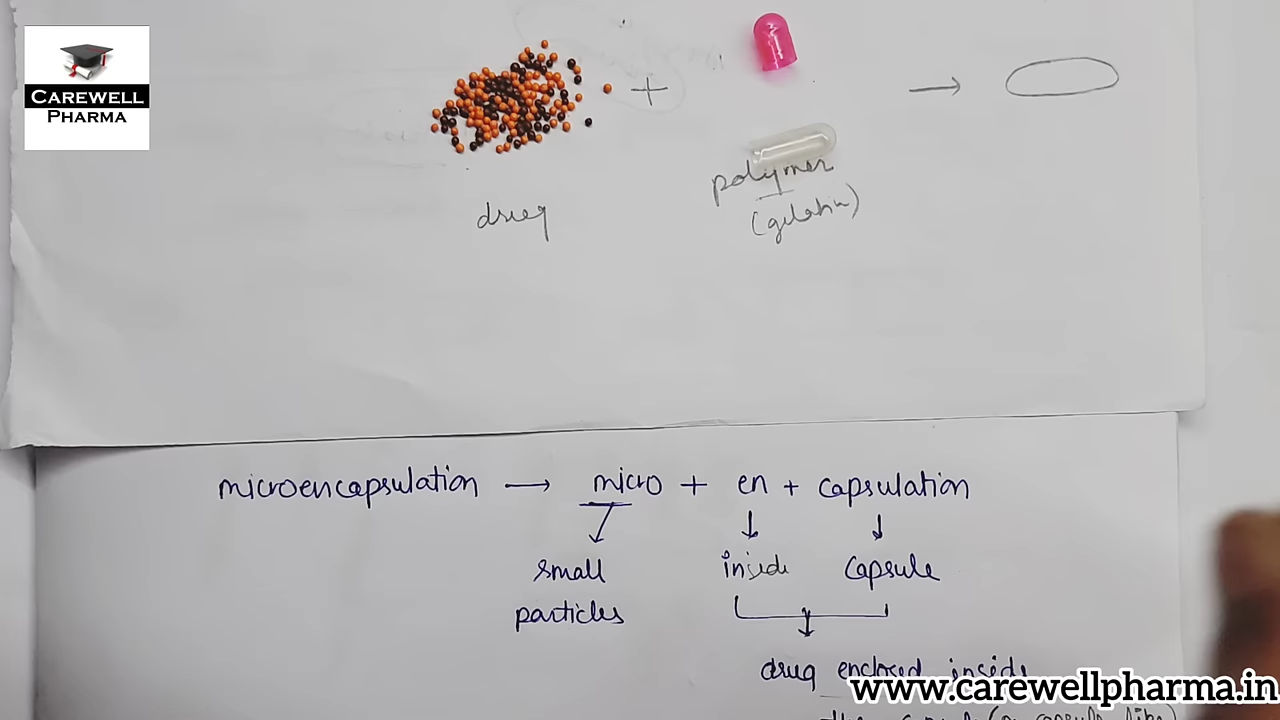 CAREWELL
PHARMA
+ →
drug
polymer
(gelatin)
microencapsulation → micro + en + capsulation
↓ ↓ ↓
small inside capsule
particles
↓
drug enclosed inside
www.carewellpharma.in